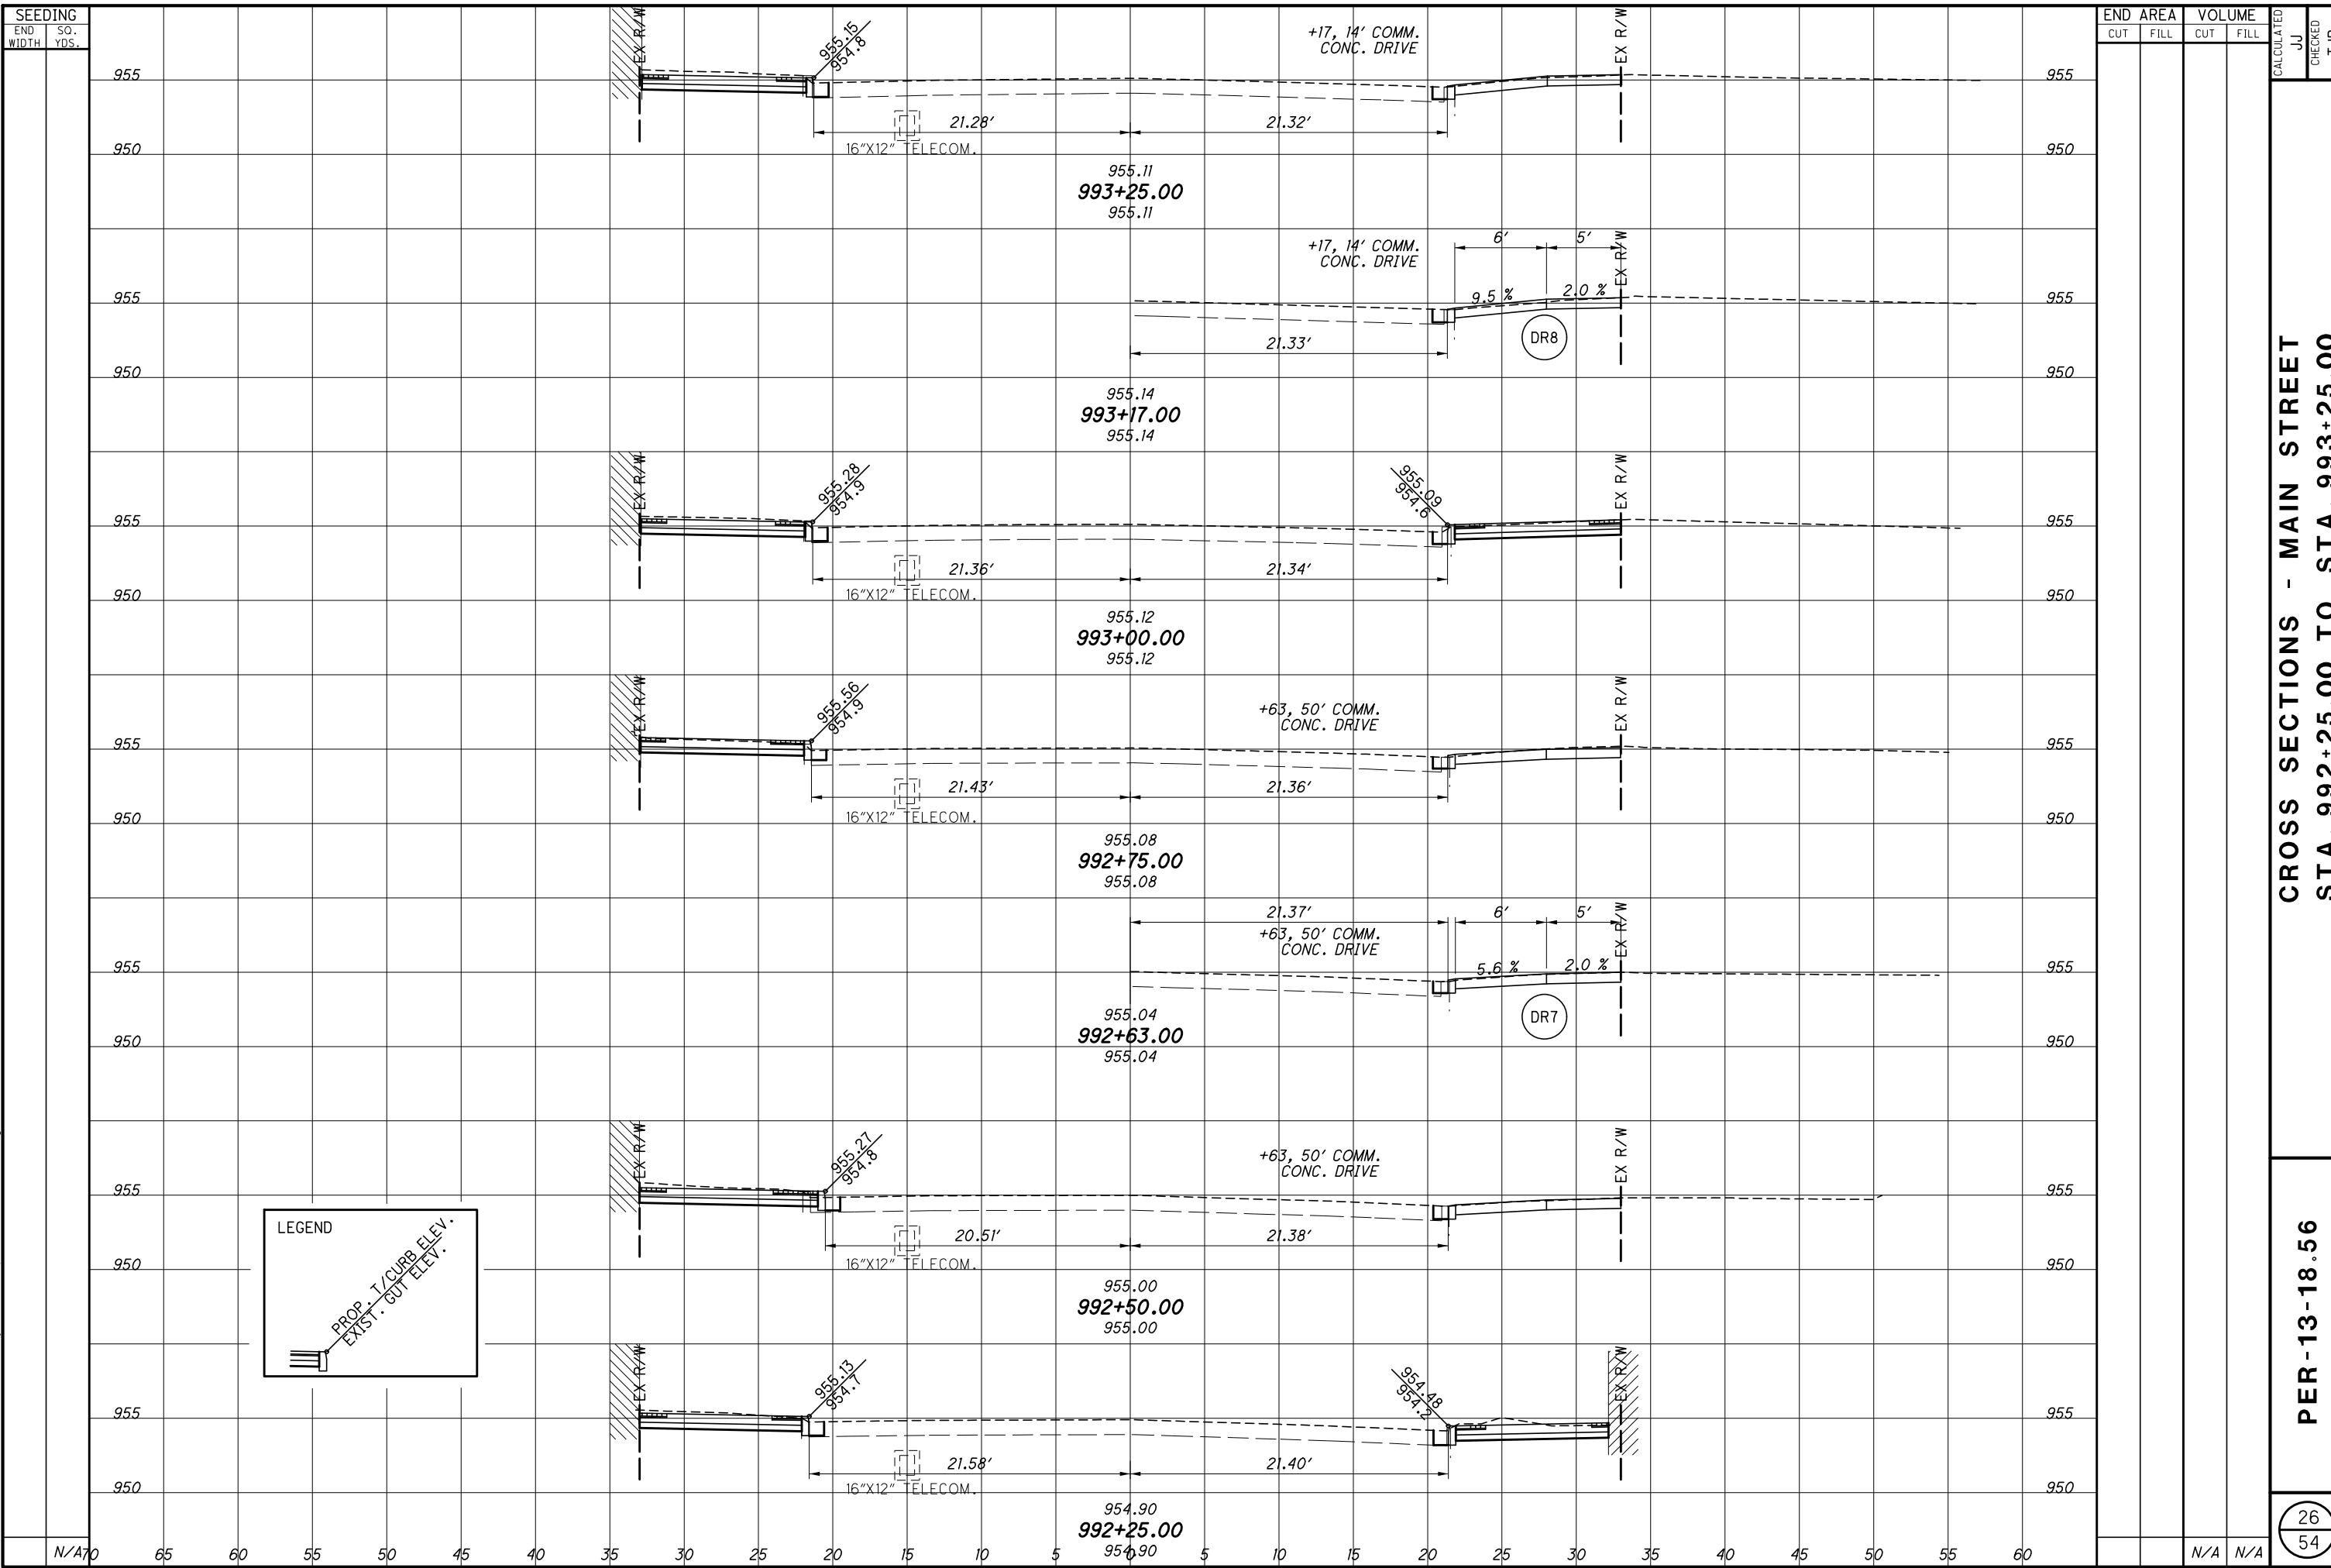 SEEDING
END WIDTH
SQ. YDS.
END AREA
VOLUME
CUT
FILL
CUT
FILL
CALCULATED
JJ
CHECKED
EX R/W
955.15
954.8
+17, 14' COMM.
CONC. DRIVE
EX R/W
955
955
21.28'
21.32'
16"X12" TELECOM.
950
950
955.11
993+25.00
955.11
+17, 14' COMM.
CONC. DRIVE
6'
5'
EX R/W
9.5 %
2.0 %
955
955
DR8
21.33'
950
950
955.14
993+17.00
955.14
EX R/W
955.28
954.9
955.09
954.6
EX R/W
955
955
21.36'
21.34'
16"X12" TELECOM.
950
950
955.12
993+00.00
955.12
EX R/W
955.56
954.9
+63, 50' COMM.
CONC. DRIVE
EX R/W
955
955
21.43'
21.36'
16"X12" TELECOM.
950
950
955.08
992+75.00
955.08
21.37'
6'
5'
+63, 50' COMM.
CONC. DRIVE
EX R/W
5.6 %
2.0 %
955
955
DR7
955.04
992+63.00
955.04
950
950
EX R/W
955.27
954.8
+63, 50' COMM.
CONC. DRIVE
EX R/W
955
955
20.51'
21.38'
16"X12" TELECOM.
950
950
955.00
992+50.00
955.00
LEGEND
PROP. T/CURB ELEV.
EXIST. GUT ELEV.
EX R/W
955.13
954.7
954.48
954.2
EX R/W
955
955
21.58'
21.40'
16"X12" TELECOM.
950
950
954.90
992+25.00
954.90
N/A
70 65 60 55 50 45 40 35 30 25 20 15 10 5 0 5 10 15 20 25 30 35 40 45 50 55 60
N/A
N/A
CROSS SECTIONS - MAIN STREET
STA. 992+25.00 TO STA. 993+25.00
PER-13-18.56
26
54